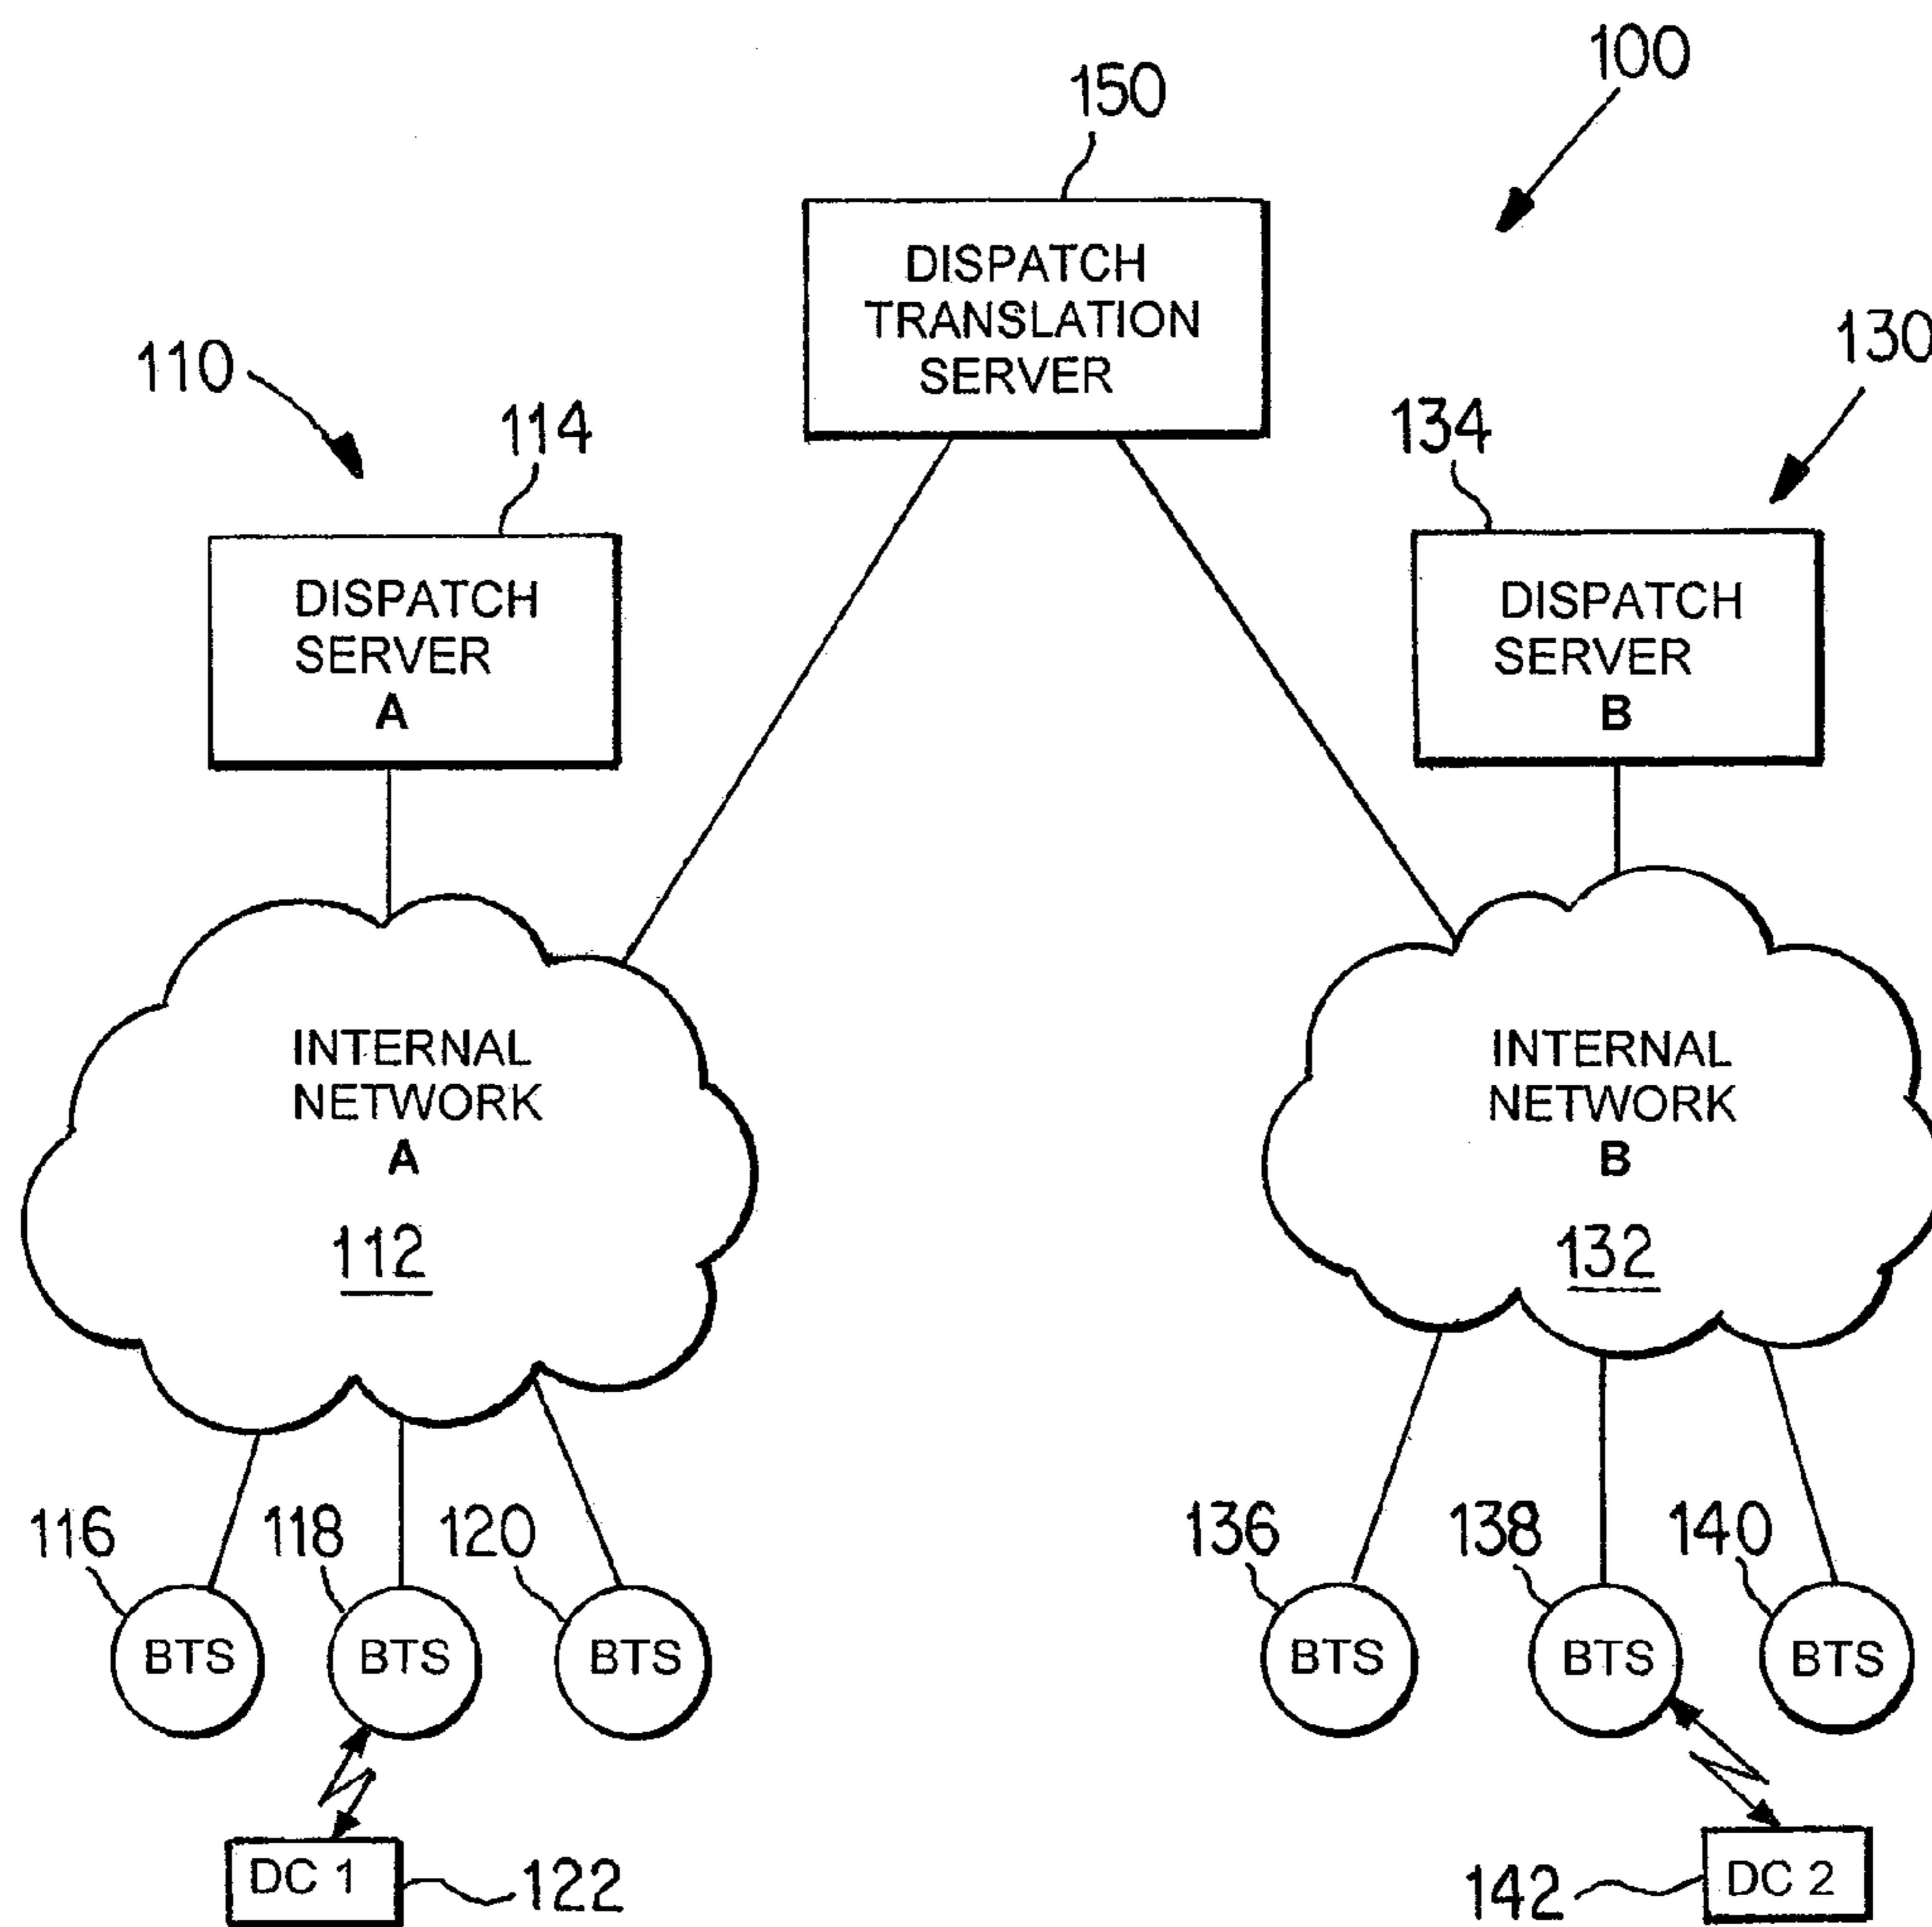 100
150
DISPATCH
TRANSLATION
SERVER
110
130
114
134
DISPATCH
SERVER
A
DISPATCH
SERVER
B
INTERNAL
NETWORK
A
112
INTERNAL
NETWORK
B
132
116
118
120
136
138
140
BTS
BTS
BTS
BTS
BTS
BTS
DC 1
122
142
DC 2